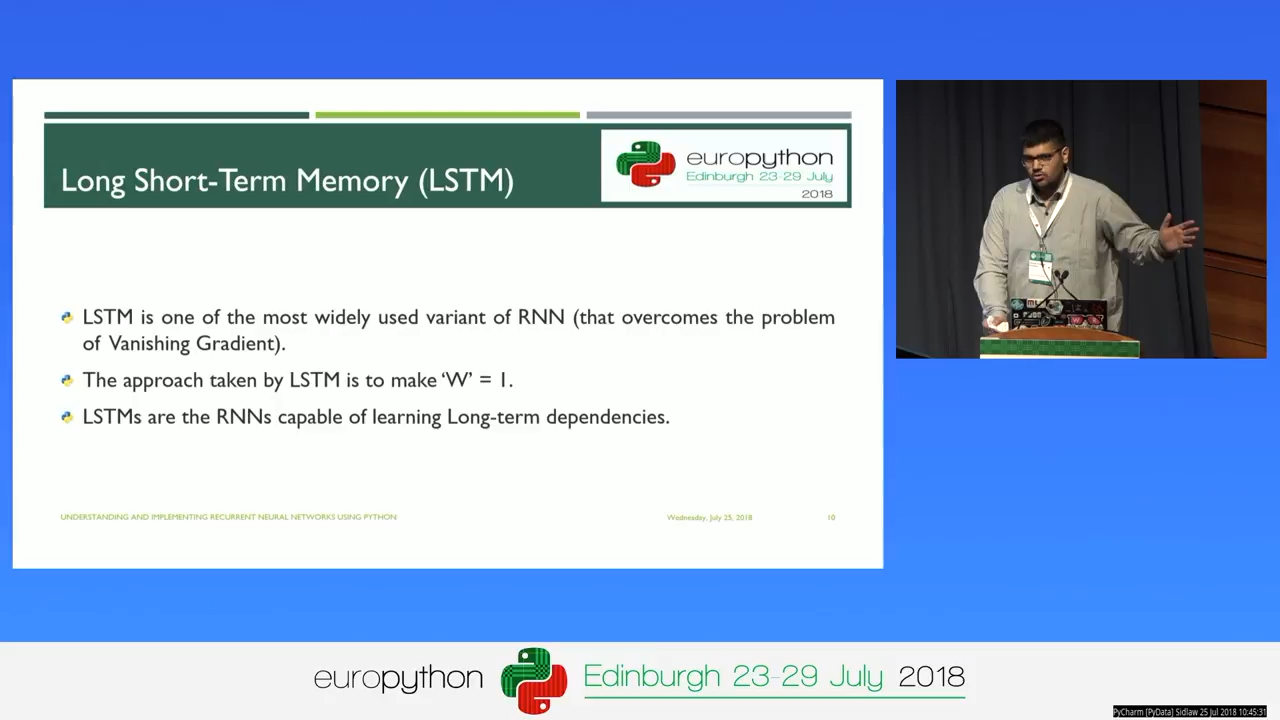 Long Short-Term Memory (LSTM)
europython
Edinburgh 23-29 July
2018
LSTM is one of the most widely used variant of RNN (that overcomes the problem
of Vanishing Gradient).
The approach taken by LSTM is to make ‘W’ = 1.
LSTMs are the RNNs capable of learning Long-term dependencies.
UNDERSTANDING AND IMPLEMENTING RECURRENT NEURAL NETWORKS USING PYTHON
Wednesday, July 25, 2018
10
europython
Edinburgh 23-29 July 2018
PyCharm [PyData] Sidlaw 25 Jul 2018 10:45:31